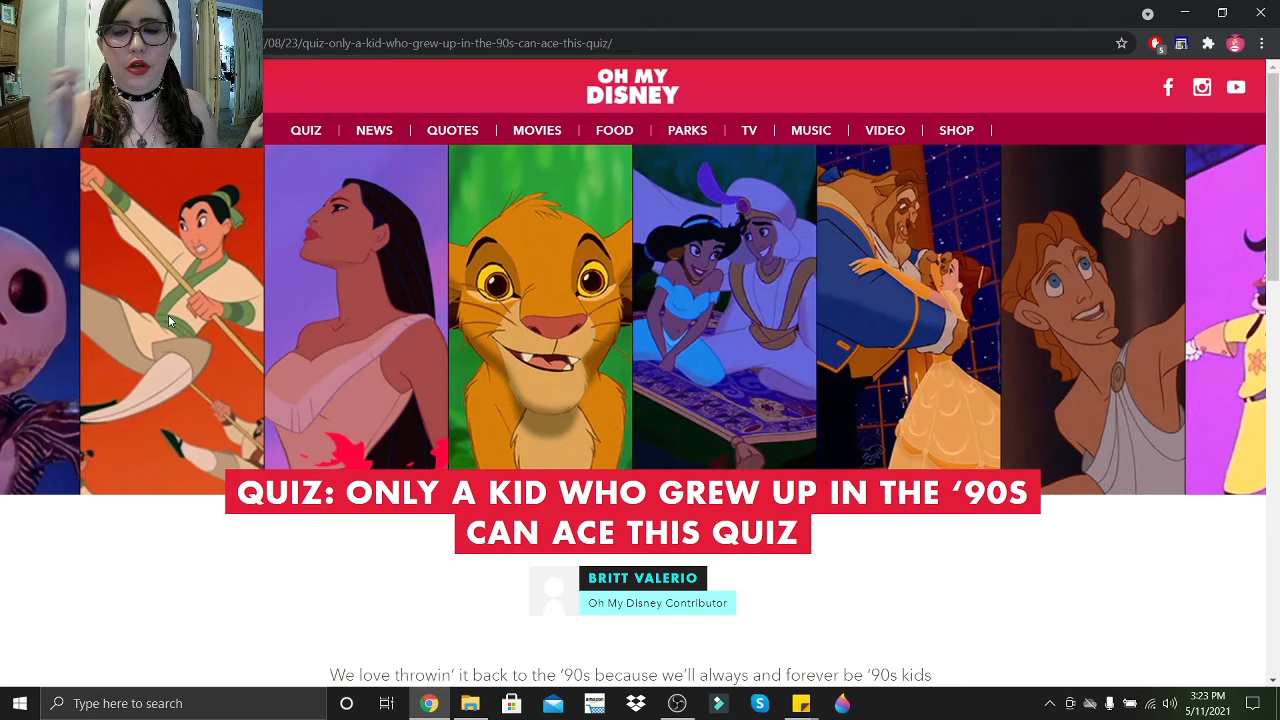 /08/23/quiz-only-a-kid-who-grew-up-in-the-90s-can-ace-this-quiz/
5
OH MY
DISNEY
QUIZ NEWS QUOTES MOVIES FOOD PARKS TV MUSIC VIDEO SHOP
QUIZ: ONLY A KID WHO GREW UP IN THE ‘90S
CAN ACE THIS QUIZ
BRITT VALERIO
Oh My Disney Contributor
We love throwin’ it back to the ’90s because we’ll always and forever be ’90s kids
Type here to search
amazon
3:23 PM
5/11/2021